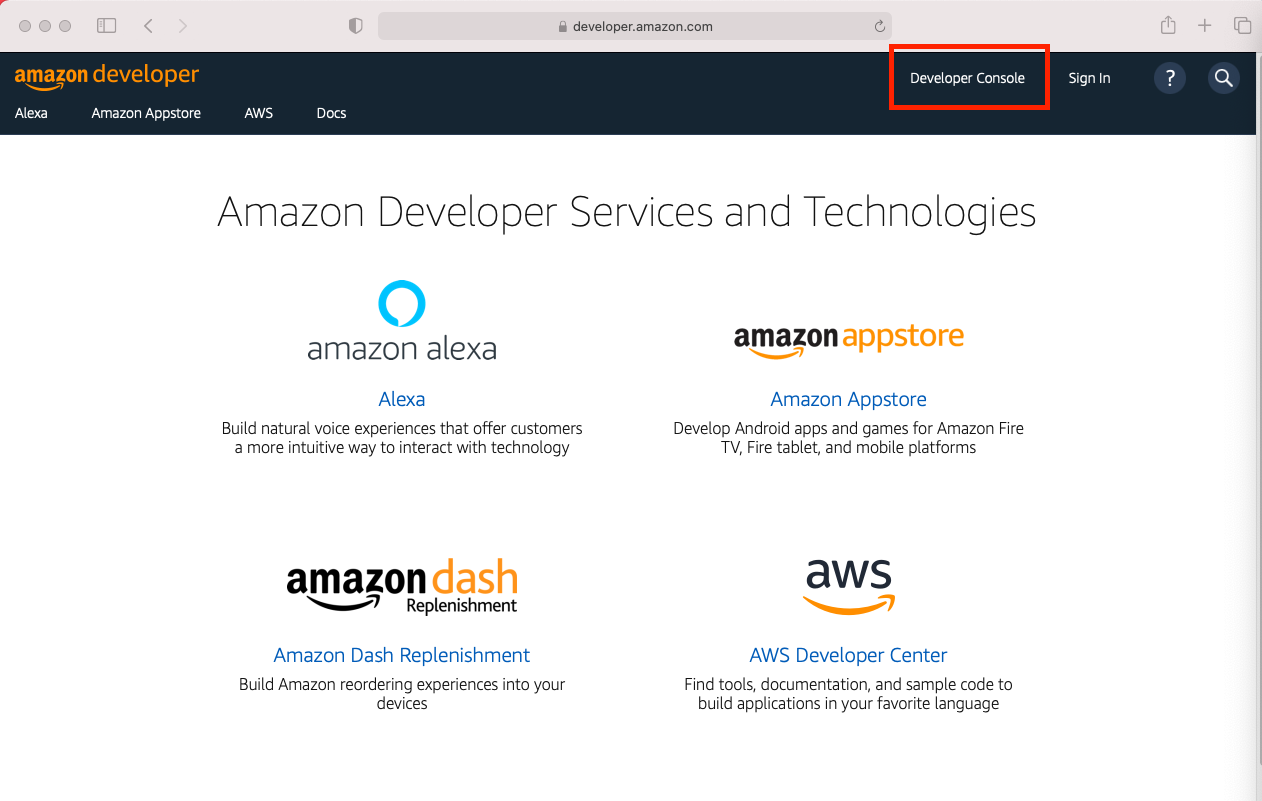 developer.amazon.com
amazon developer
Developer Console
Sign In
?
Alexa
Amazon Appstore
AWS
Docs
Amazon Developer Services and Technologies
amazon alexa
Alexa
Build natural voice experiences that offer customers
a more intuitive way to interact with technology
amazon appstore
Amazon Appstore
Develop Android apps and games for Amazon Fire
TV, Fire tablet, and mobile platforms
amazon dash
Replenishment
Amazon Dash Replenishment
Build Amazon reordering experiences into your
devices
aws
AWS Developer Center
Find tools, documentation, and sample code to
build applications in your favorite language